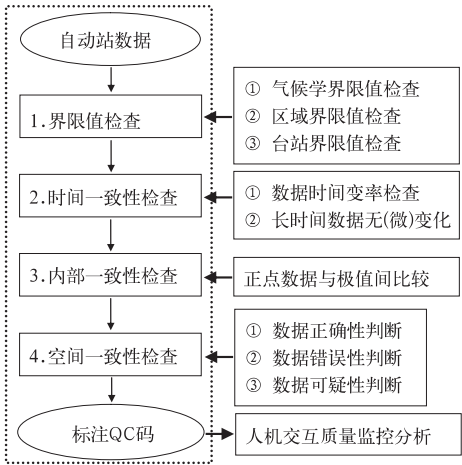 自动站数据
1.界限值检查
① 气候学界限值检查
② 区域界限值检查
③ 台站界限值检查
2.时间一致性检查
① 数据时间变率检查
② 长时间数据无(微)变化
3.内部一致性检查
正点数据与极值间比较
4.空间一致性检查
① 数据正确性判断
② 数据错误性判断
③ 数据可疑性判断
标注QC码
人机交互质量监控分析